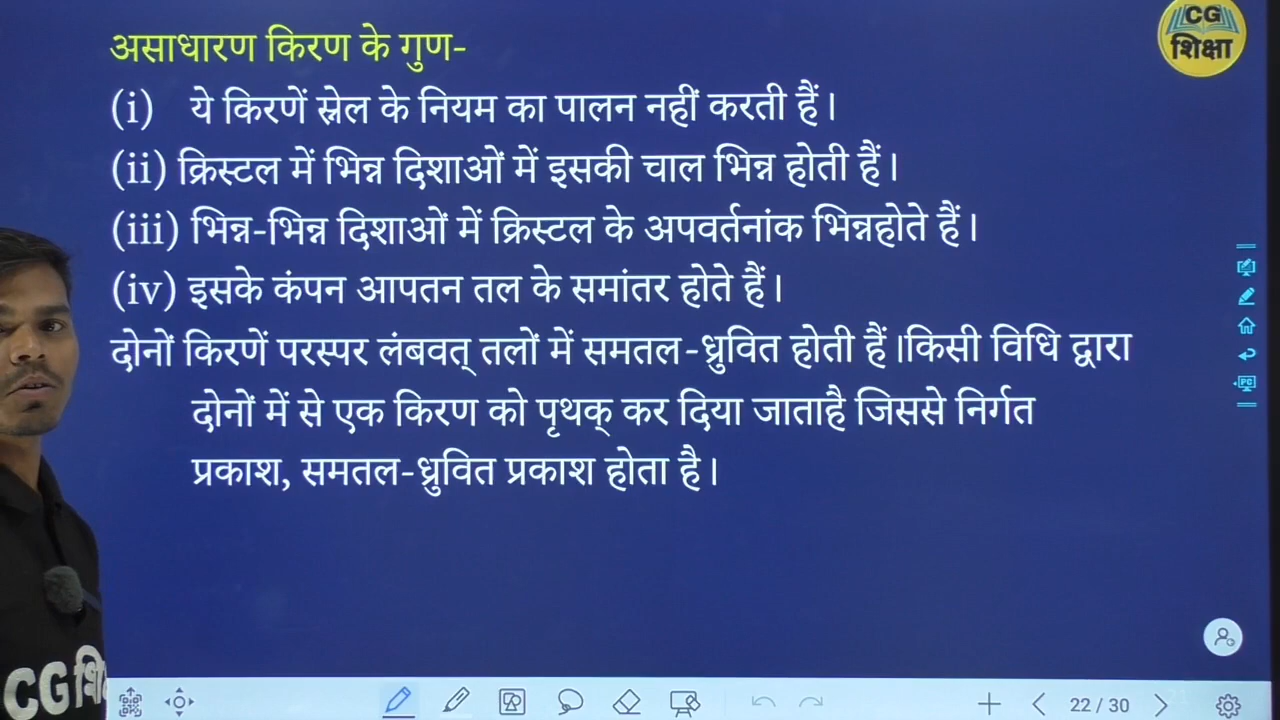 CG
शिक्षा
असाधारण किरण के गुण-
(i) ये किरणें स्नेल के नियम का पालन नहीं करती हैं।
(ii) क्रिस्टल में भिन्न दिशाओं में इसकी चाल भिन्न होती हैं।
(iii) भिन्न-भिन्न दिशाओं में क्रिस्टल के अपवर्तनांक भिन्नहोते हैं।
(iv) इसके कंपन आपतन तल के समांतर होते हैं।
दोनों किरणें परस्पर लंबवत् तलों में समतल-ध्रुवित होती हैं।किसी विधि द्वारा
दोनों में से एक किरण को पृथक् कर दिया जाताहै जिससे निर्गत
प्रकाश, समतल-ध्रुवित प्रकाश होता है।
PC
CG शि
22 / 30